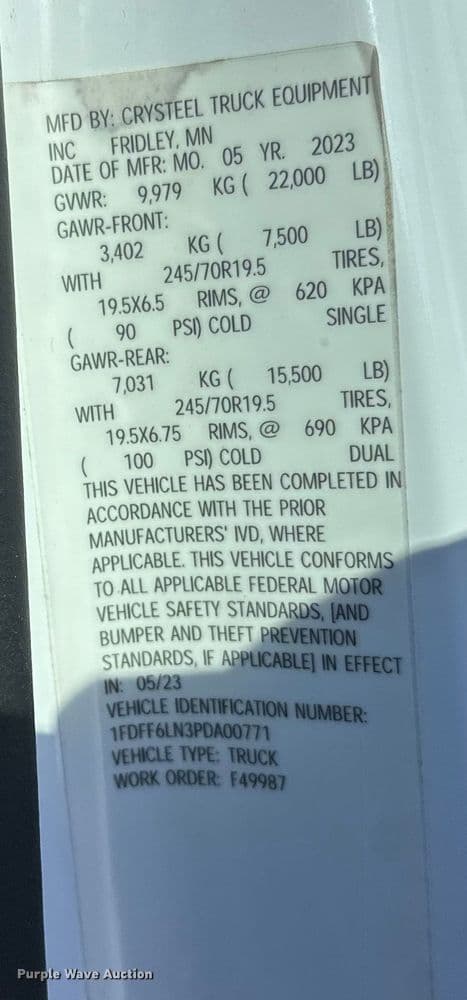 MFD BY: CRYSTEEL TRUCK EQUIPMENT
INC FRIDLEY, MN
DATE OF MFR: MO. 05 YR. 2023
GVWR: 9,979 KG ( 22,000 LB)
GAWR-FRONT:
3,402 KG ( 7,500 LB)
WITH 245/70R19.5 TIRES,
19.5X6.5 RIMS, @ 620 KPA
( 90 PSI) COLD SINGLE
GAWR-REAR:
7,031 KG ( 15,500 LB)
WITH 245/70R19.5 TIRES,
19.5X6.75 RIMS, @ 690 KPA
( 100 PSI) COLD DUAL
THIS VEHICLE HAS BEEN COMPLETED IN
ACCORDANCE WITH THE PRIOR
MANUFACTURERS' IVD, WHERE
APPLICABLE. THIS VEHICLE CONFORMS
TO ALL APPLICABLE FEDERAL MOTOR
VEHICLE SAFETY STANDARDS, [AND
BUMPER AND THEFT PREVENTION
STANDARDS, IF APPLICABLE] IN EFFECT
IN: 05/23
VEHICLE IDENTIFICATION NUMBER:
1FDFF6LN3PDA00771
VEHICLE TYPE: TRUCK
WORK ORDER: F49987
Purple Wave Auction